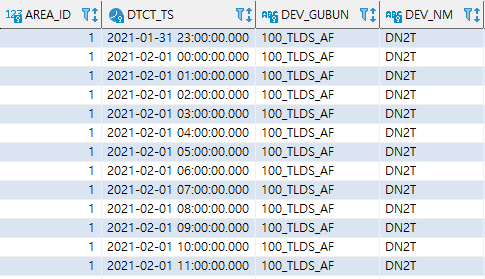 123 AREA_ID DTCT_TS ABC DEV_GUBUN ABC DEV_NM
1 2021-01-31 23:00:00.000 100_TLDS_AF DN2T
1 2021-02-01 00:00:00.000 100_TLDS_AF DN2T
1 2021-02-01 01:00:00.000 100_TLDS_AF DN2T
1 2021-02-01 02:00:00.000 100_TLDS_AF DN2T
1 2021-02-01 03:00:00.000 100_TLDS_AF DN2T
1 2021-02-01 04:00:00.000 100_TLDS_AF DN2T
1 2021-02-01 05:00:00.000 100_TLDS_AF DN2T
1 2021-02-01 06:00:00.000 100_TLDS_AF DN2T
1 2021-02-01 07:00:00.000 100_TLDS_AF DN2T
1 2021-02-01 08:00:00.000 100_TLDS_AF DN2T
1 2021-02-01 09:00:00.000 100_TLDS_AF DN2T
1 2021-02-01 10:00:00.000 100_TLDS_AF DN2T
1 2021-02-01 11:00:00.000 100_TLDS_AF DN2T